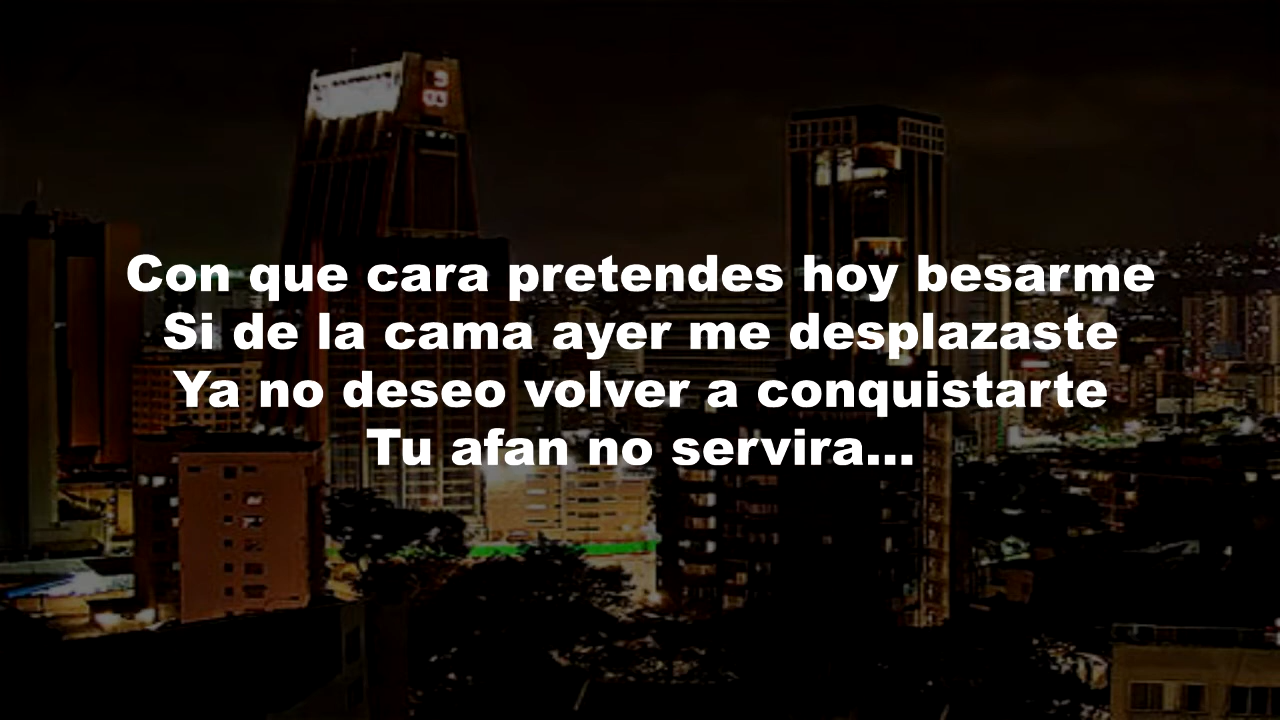 Con que cara pretendes hoy besarme
Si de la cama ayer me desplazaste
Ya no deseo volver a conquistarte
Tu afan no servira...